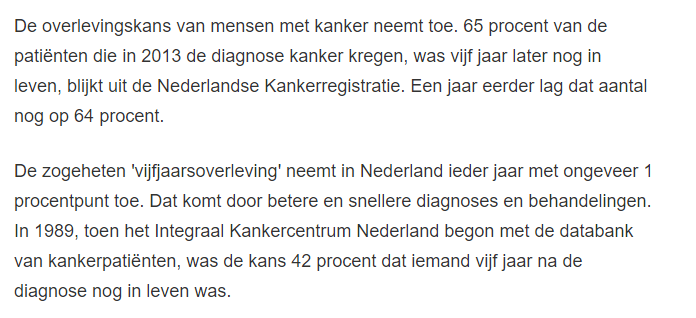 De overlevingskans van mensen met kanker neemt toe. 65 procent van de
patiënten die in 2013 de diagnose kanker kregen, was vijf jaar later nog in
leven, blijkt uit de Nederlandse Kankerregistratie. Een jaar eerder lag dat aantal
nog op 64 procent.
De zogeheten 'vijfjaarsoverleving' neemt in Nederland ieder jaar met ongeveer 1
procentpunt toe. Dat komt door betere en snellere diagnoses en behandelingen.
In 1989, toen het Integraal Kankercentrum Nederland begon met de databank
van kankerpatiënten, was de kans 42 procent dat iemand vijf jaar na de
diagnose nog in leven was.